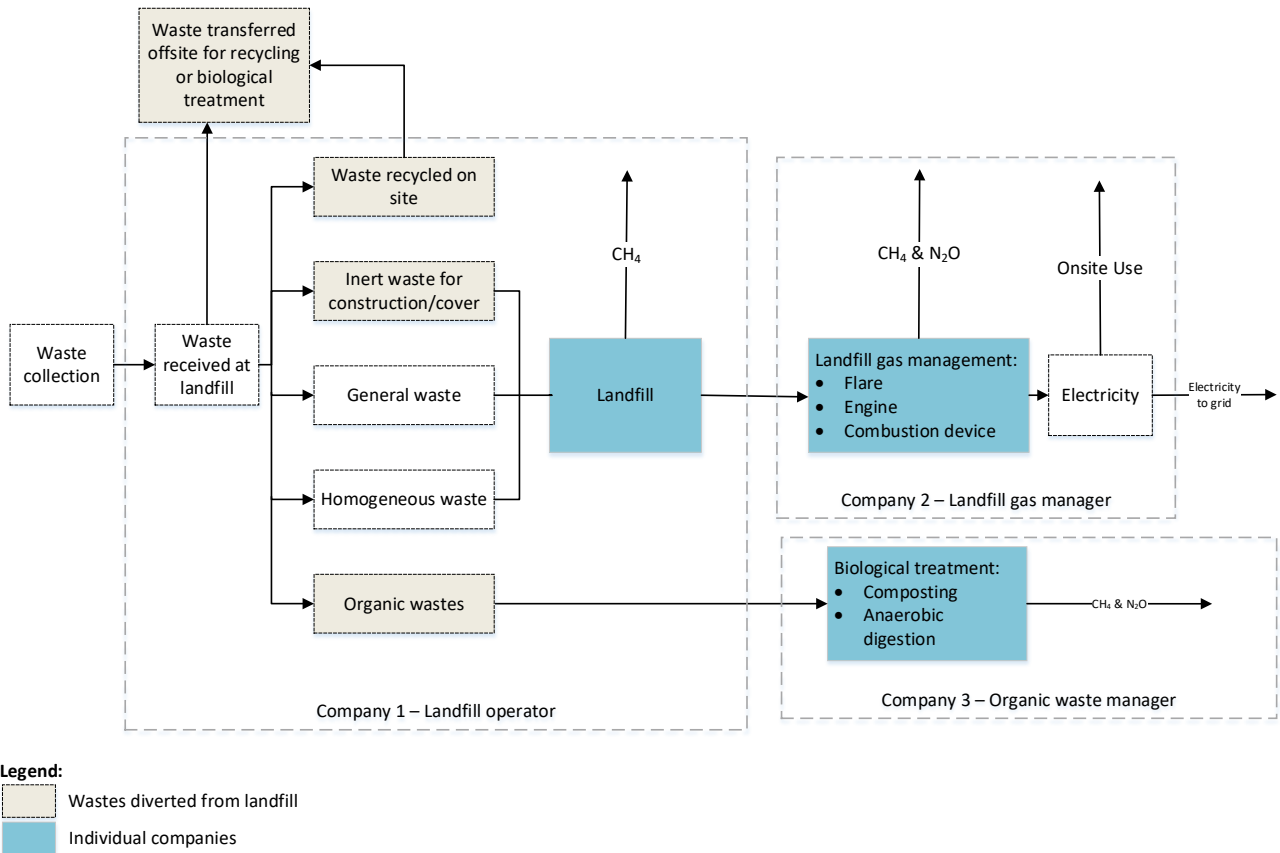 Waste transferred
offsite for recycling
or biological
treatment
Waste recycled on
site
Inert waste for
construction/cover
CH₄
CH₄ & N₂O
Onsite Use
Waste
collection
Waste
received at
landfill
General waste
Landfill
Landfill gas management:
• Flare
• Engine
• Combustion device
Electricity
Electricity
to grid
Homogeneous waste
Company 2 – Landfill gas manager
Organic wastes
Biological treatment:
• Composting
• Anaerobic
digestion
CH₄ & N₂O
Company 1 – Landfill operator
Company 3 – Organic waste manager
Legend:
Wastes diverted from landfill
Individual companies